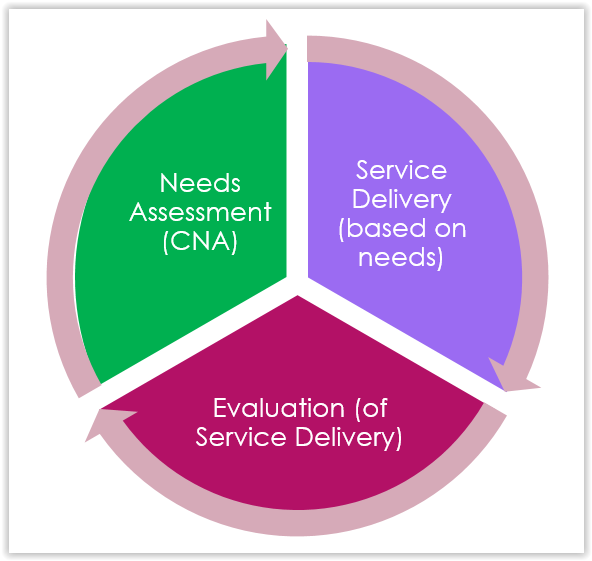 Needs
Assessment
(CNA)
Service
Delivery
(based on
needs)
Evaluation (of
Service Delivery)